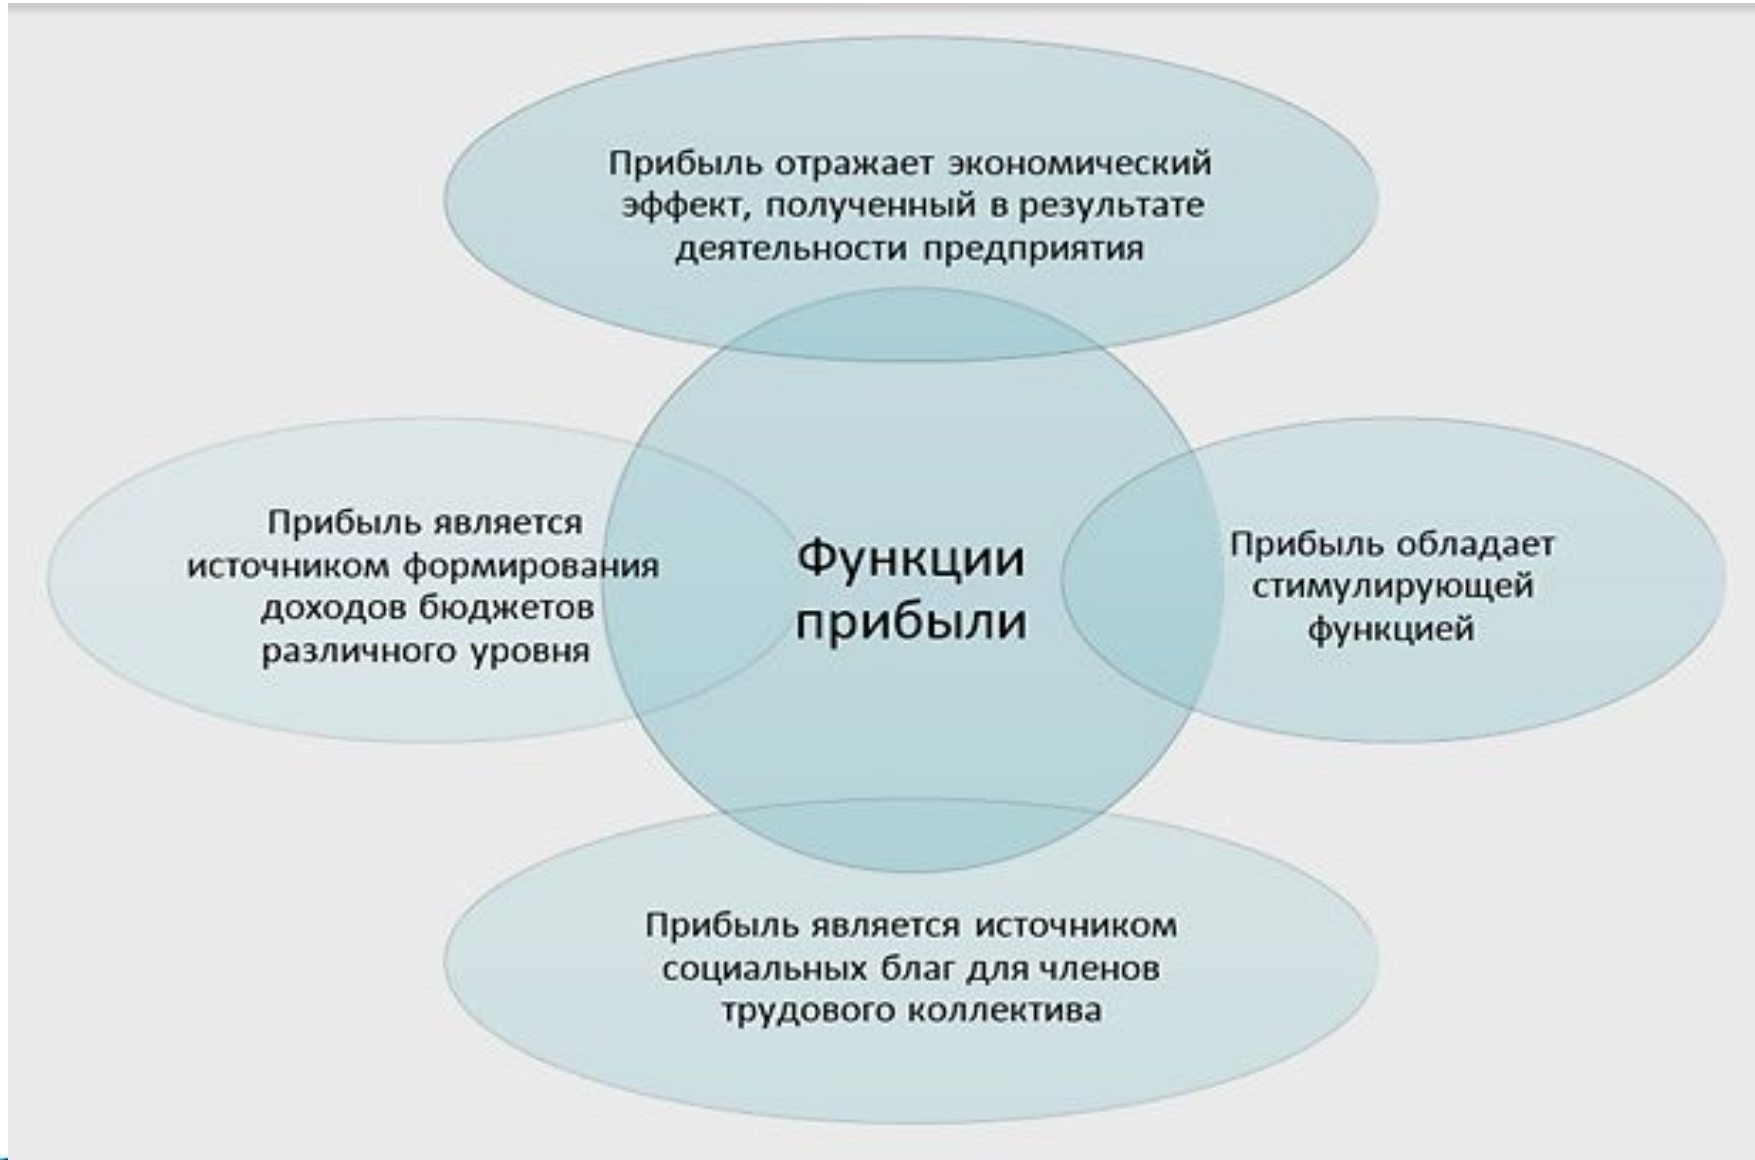 Прибыль отражает экономический
эффект, полученный в результате
деятельности предприятия
Прибыль является
источником формирования
доходов бюджетов
различного уровня
Функции
прибыли
Прибыль обладает
стимулирующей
функцией
Прибыль является источником
социальных благ для членов
трудового коллектива